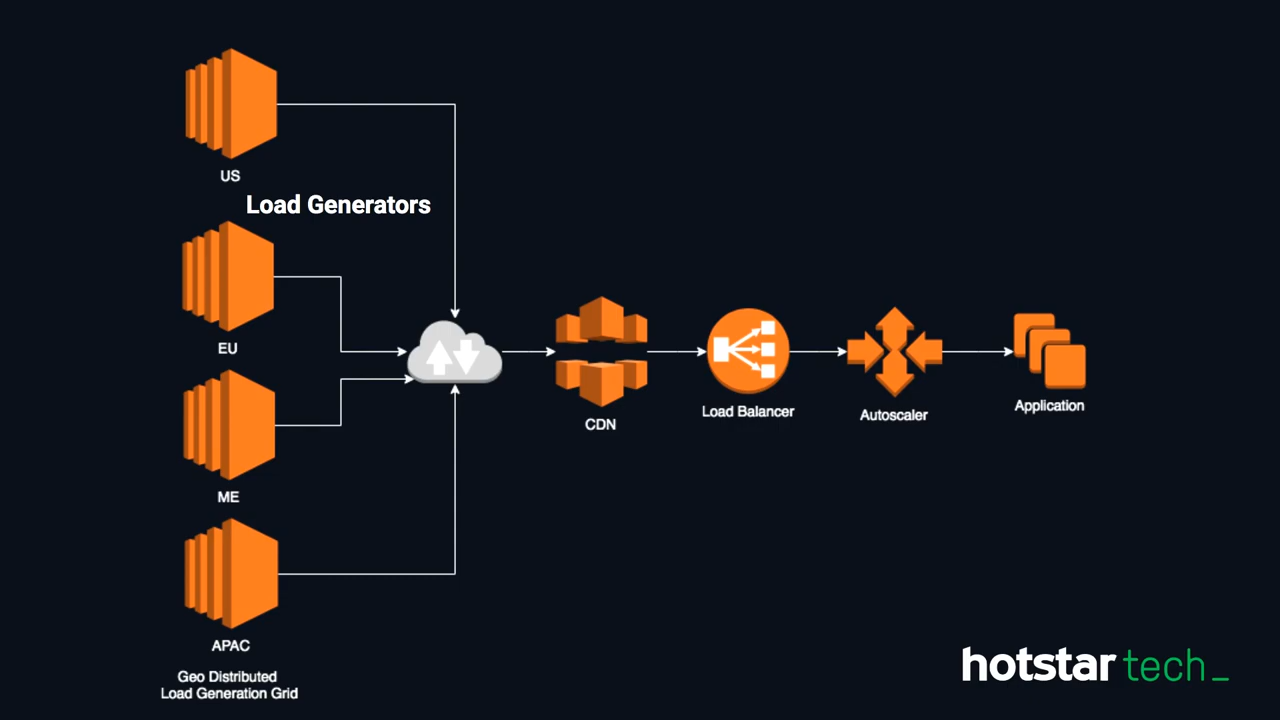 US
Load Generators
EU
ME
APAC
Geo Distributed
Load Generation Grid
CDN
Load Balancer
Autoscaler
Application
hotstar tech_